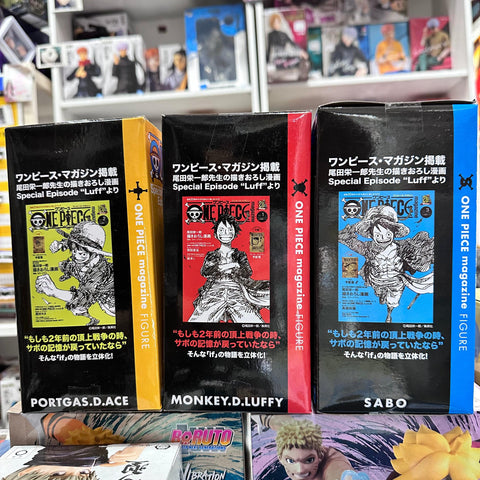 ワンピース・マガジン掲載
尾田栄一郎先生の描きおろし漫画
Special Episode “Luff”より
ONE PIECE
ONE PIECE magazine FIGURE
“もしも2年前の頂上戦争の時、
サボの記憶が戻っていたなら”
そんな「if」の物語を立体化!
PORTGAS.D.ACE
ワンピース・マガジン掲載
尾田栄一郎先生の描きおろし漫画
Special Episode “Luff”より
ONE PIECE
ONE PIECE magazine FIGURE
“もしも2年前の頂上戦争の時、
サボの記憶が戻っていたなら”
そんな「if」の物語を立体化!
MONKEY.D.LUFFY
ワンピース・マガジン掲載
尾田栄一郎先生の描きおろし漫画
Special Episode “Luff”より
ONE PIECE
ONE PIECE magazine FIGURE
“もしも2年前の頂上戦争の時、
サボの記憶が戻っていたなら”
そんな「if」の物語を立体化!
SABO
BORUTO
VIBRATION